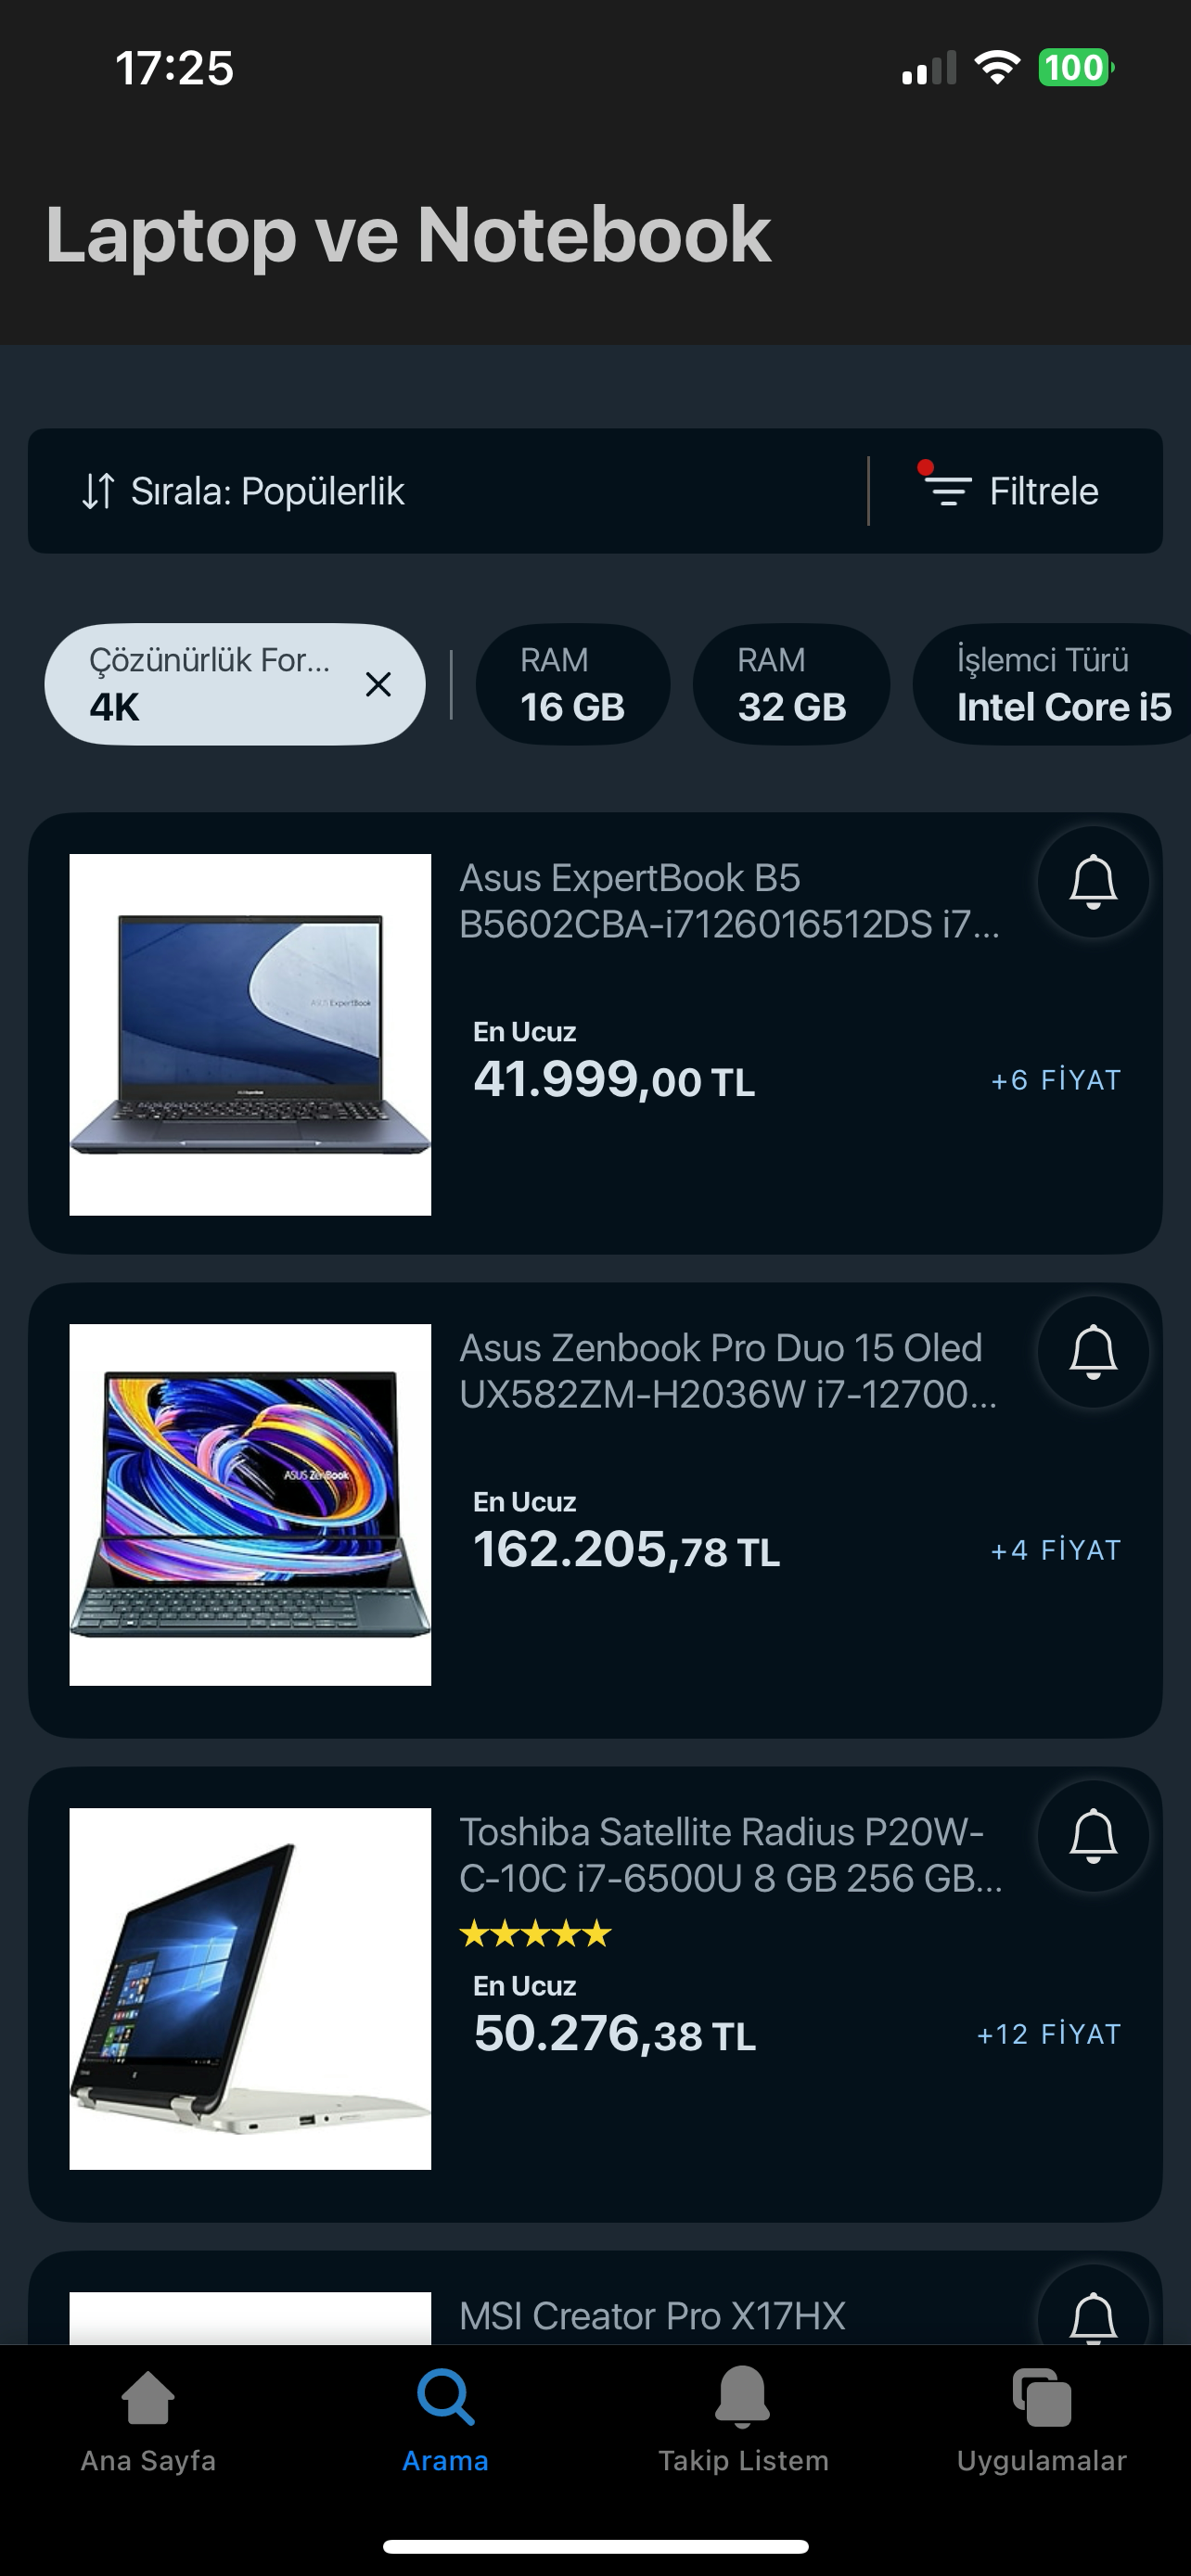 17:25
100
Laptop ve Notebook
Sırala: Popülerlik
Filtrele
Çözünürlük For...
4K
RAM
16 GB
RAM
32 GB
İşlemci Türü
Intel Core i5
Asus ExpertBook B5
B5602CBA-i7126016512DS i7...
ASUS ExpertBook
En Ucuz
41.999,00 TL
+6 FİYAT
Asus Zenbook Pro Duo 15 Oled
UX582ZM-H2036W i7-12700...
ASUS ZenBook
En Ucuz
162.205,78 TL
+4 FİYAT
Toshiba Satellite Radius P20W-
C-10C i7-6500U 8 GB 256 GB...
En Ucuz
50.276,38 TL
+12 FİYAT
MSI Creator Pro X17HX
Ana Sayfa
Arama
Takip Listem
Uygulamalar